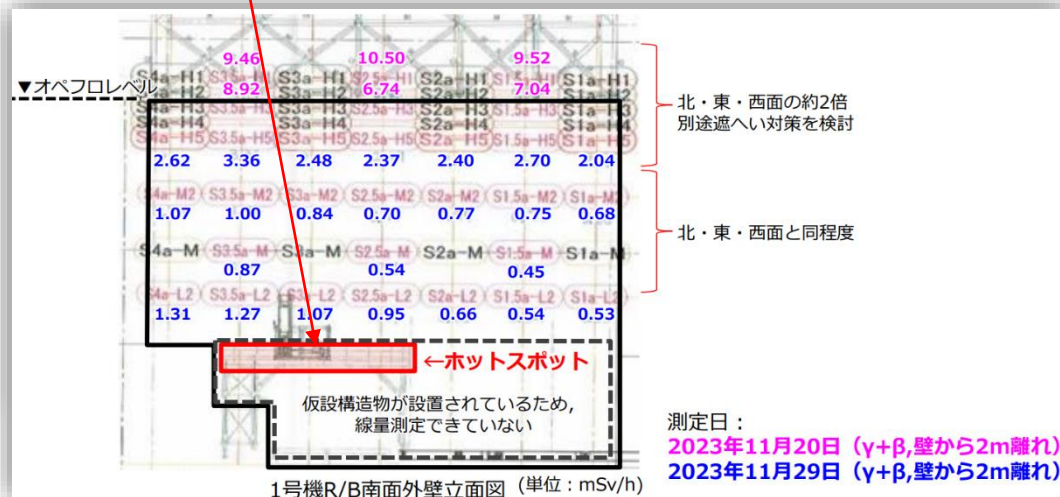 9.46 10.50 9.52
S4a-H1 S3.5a-H1 S3a-H1 S2.5a-H1 S2a-H1 S1.5a-H1 S1a-H1
▼オペフロレベル
8.92 6.74 7.04
S4a-H2 S3a-H2 S2a-H2 S1a-H2
S4a-H3 S3.5a-H3 S3a-H3 S2.5a-H3 S2a-H3 S1.5a-H3 S1a-H3
北・東・西面の約2倍
別途遮へい対策を検討
S4a-H4 S3a-H4 S2a-H4 S1a-H4
S4a-H5 S3.5a-H5 S3a-H5 S2.5a-H5 S2a-H5 S1.5a-H5 S1a-H5
2.62 3.36 2.48 2.37 2.40 2.70 2.04
S4a-M2 S3.5a-M2 S3a-M2 S2.5a-M2 S2a-M2 S1.5a-M2 S1a-M2
1.07 1.00 0.84 0.70 0.77 0.75 0.68
北・東・西面と同程度
S4a-M S3.5a-M S3a-M S2.5a-M S2a-M S1.5a-M S1a-M
0.87 0.54 0.45
S4a-L2 S3.5a-L2 S3a-L2 S2.5a-L2 S2a-L2 S1.5a-L2 S1a-L2
1.31 1.27 1.07 0.95 0.66 0.54 0.53
←ホットスポット
仮設構造物が設置されているため,
線量測定できていない
測定日：
2023年11月20日（γ+β,壁から2m離れ）
2023年11月29日（γ+β,壁から2m離れ）
1号機R/B南面外壁立面図 (単位：mSv/h)